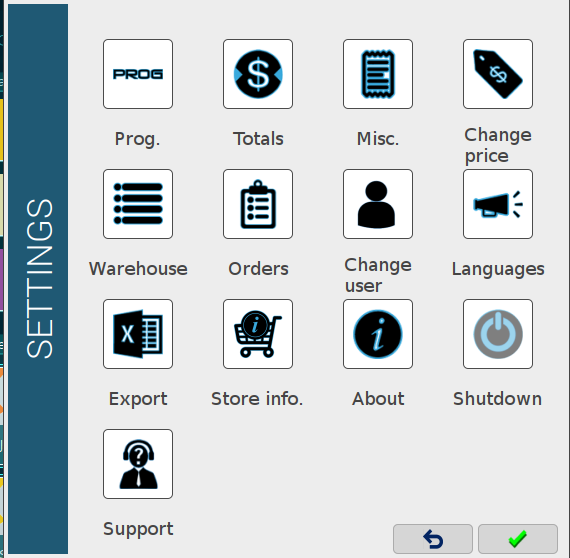 SETTINGS
PROG
Prog.
Totals
Misc.
Change
price
Warehouse
Orders
Change
user
Languages
X
Export
i
Store info.
i
About
Shutdown
?
Support